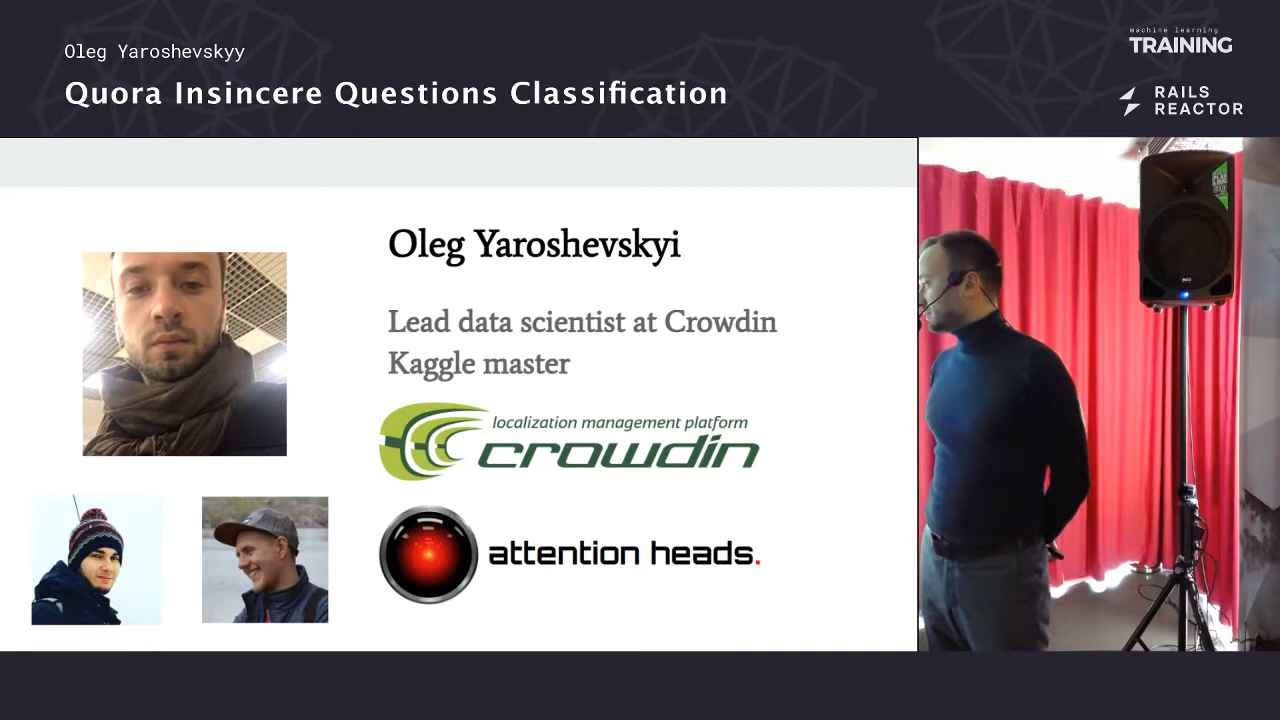 Oleg Yaroshevskyy
Quora Insincere Questions Classification
machine learning
TRAINING
RAILS
REACTOR
Oleg Yaroshevskyi
Lead data scientist at Crowdin
Kaggle master
localization management platform
crowdin
attention heads.